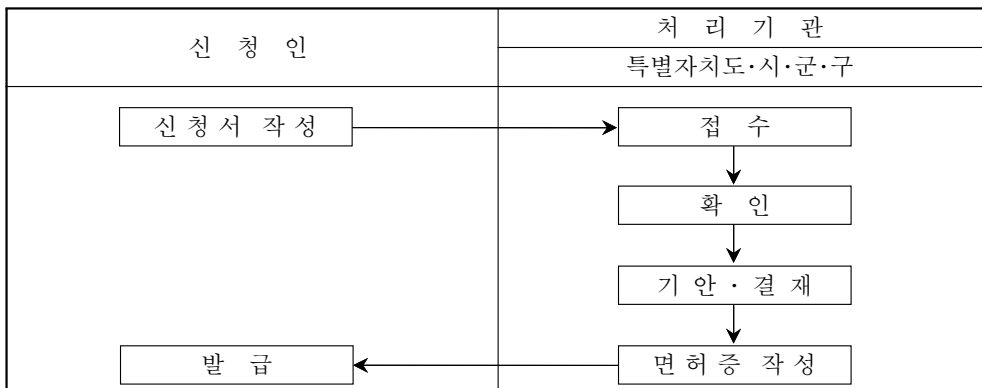 신 청 인
처 리 기 관
특별자치도·시·군·구
신 청 서 작 성
접 수
확 인
기 안 · 결 재
발 급
면 허 증 작 성